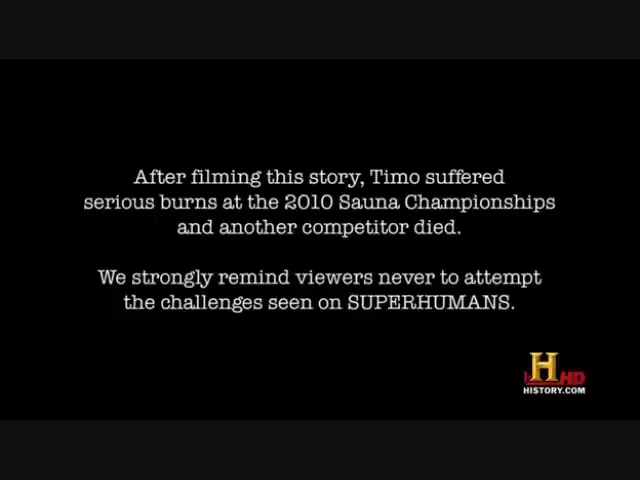 After filming this story, Timo suffered
serious burns at the 2010 Sauna Championships
and another competitor died.
We strongly remind viewers never to attempt
the challenges seen on SUPERHUMANS.
H HD
HISTORY.COM